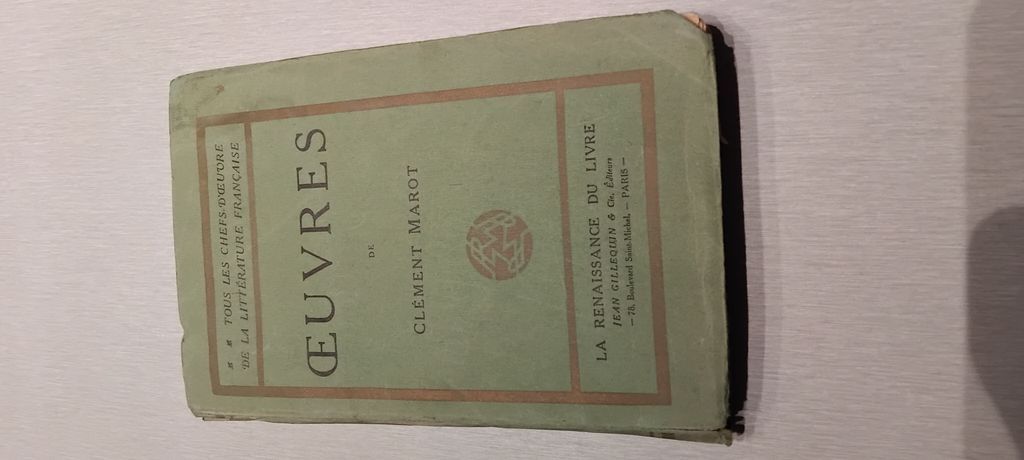 TOUS LES CHEFS-D'ŒUVRE
DE LA LITTÉRATURE FRANÇAISE
ŒUVRES
DE
CLÉMENT MAROT
LA RENAISSANCE DU LIVRE
JEAN GILLEQUIN & Cie, Éditeurs
— 78, Boulevard Saint-Michel. — PARIS —